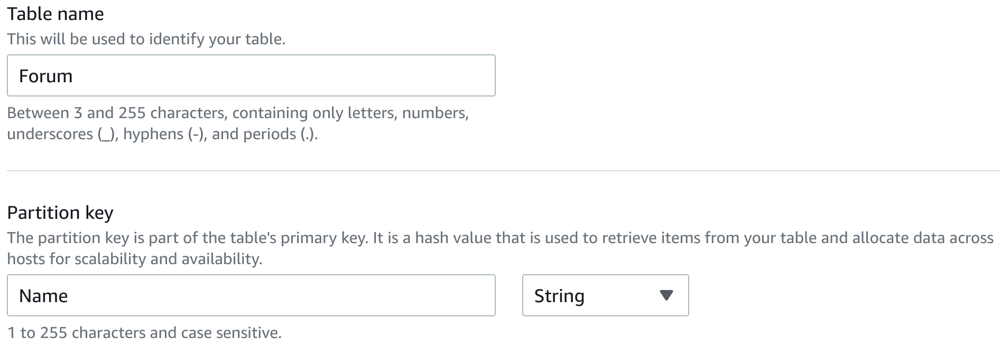 Table name
This will be used to identify your table.
Forum
Between 3 and 255 characters, containing only letters, numbers,
underscores (_), hyphens (-), and periods (.).
Partition key
The partition key is part of the table's primary key. It is a hash value that is used to retrieve items from your table and allocate data across
hosts for scalability and availability.
Name
String
1 to 255 characters and case sensitive.